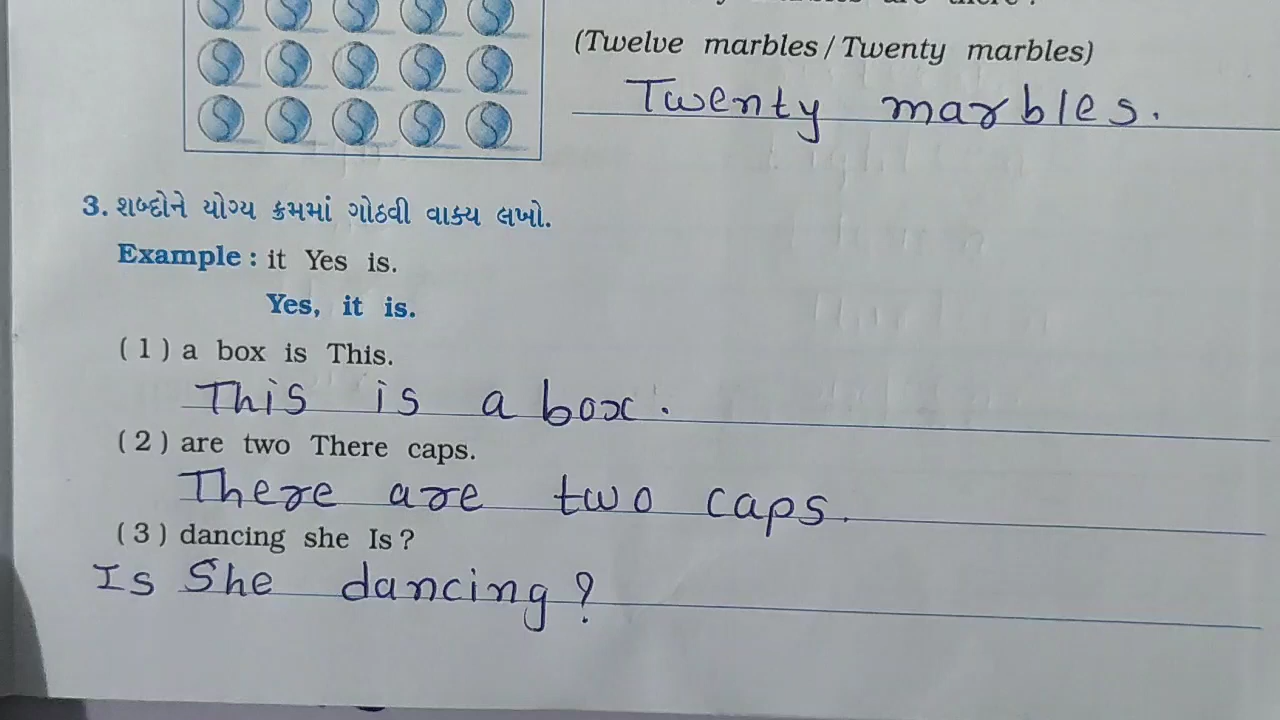 (Twelve marbles / Twenty marbles)
Twenty marbles.
3. શબ્દોને યોગ્ય ક્રમમાં ગોઠવી વાક્ય લખો.
Example : it Yes is.
Yes, it is.
(1) a box is This.
This is a box.
(2) are two There caps.
There are two caps.
(3) dancing she Is?
Is She dancing?